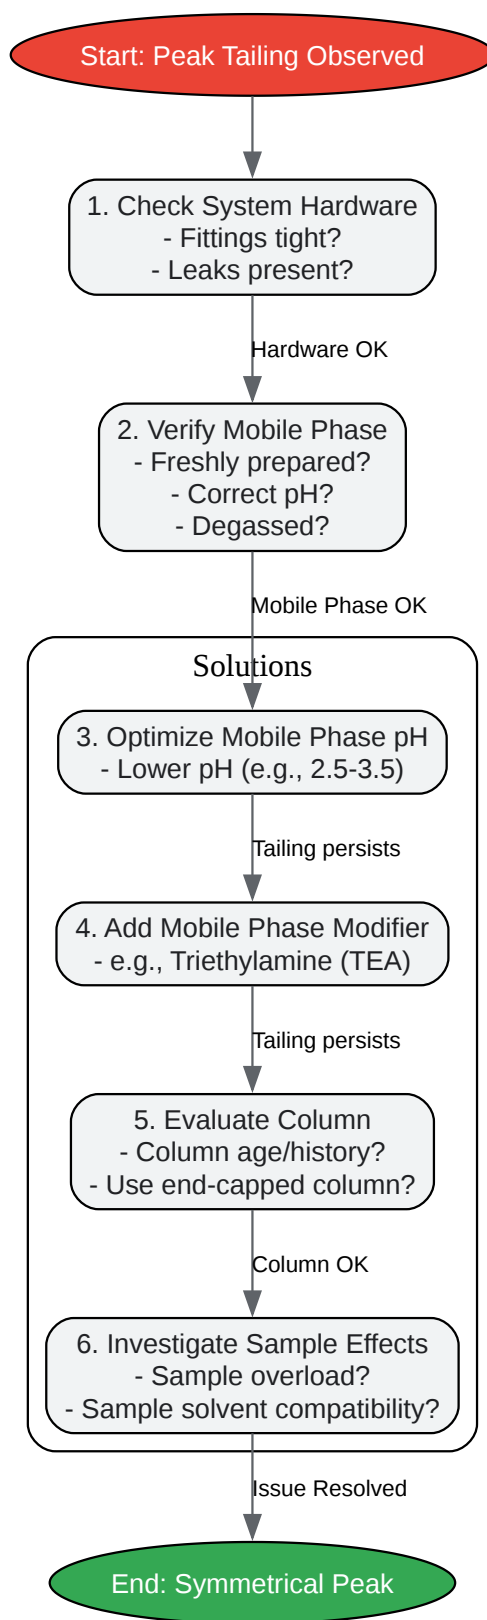 Start: Peak Tailing Observed
1. Check System Hardware
- Fittings tight?
- Leaks present?
Hardware OK
2. Verify Mobile Phase
- Freshly prepared?
- Correct pH?
- Degassed?
Mobile Phase OK
Solutions
3. Optimize Mobile Phase pH
- Lower pH (e.g., 2.5-3.5)
Tailing persists
4. Add Mobile Phase Modifier
- e.g., Triethylamine (TEA)
Tailing persists
5. Evaluate Column
- Column age/history?
- Use end-capped column?
Column OK
6. Investigate Sample Effects
- Sample overload?
- Sample solvent compatibility?
Issue Resolved
End: Symmetrical Peak